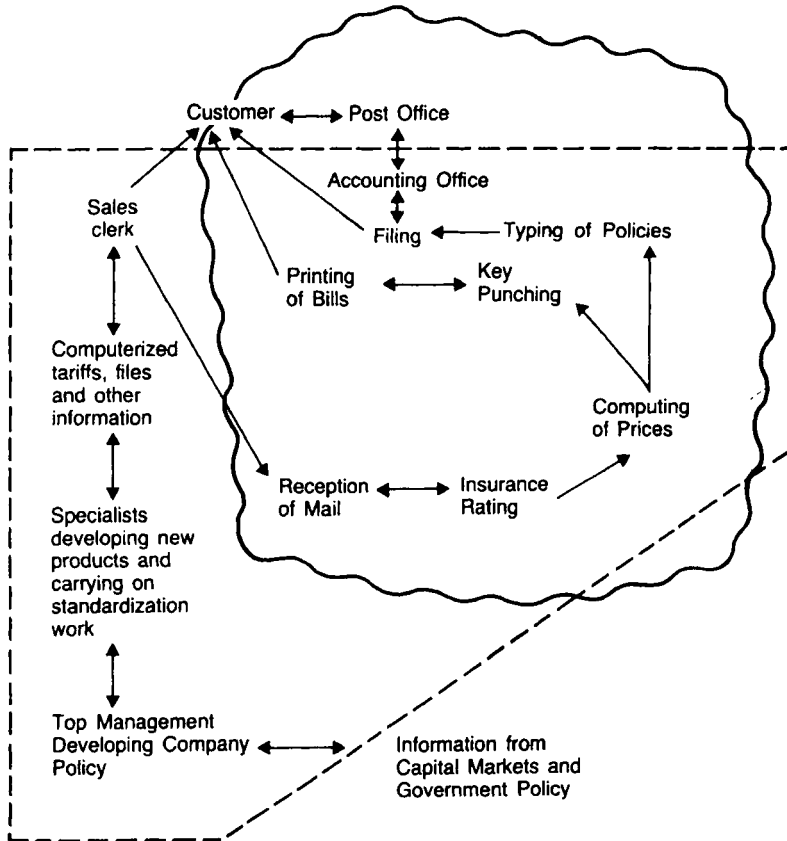 Customer
Post Office
Accounting Office
Sales
clerk
Filing
Typing of Policies
Printing
of Bills
Key
Punching
Computerized
tariffs, files
and other
information
Computing
of Prices
Reception
of Mail
Insurance
Rating
Specialists
developing new
products and
carrying on
standardization
work
Top Management
Developing Company
Policy
Information from
Capital Markets and
Government Policy